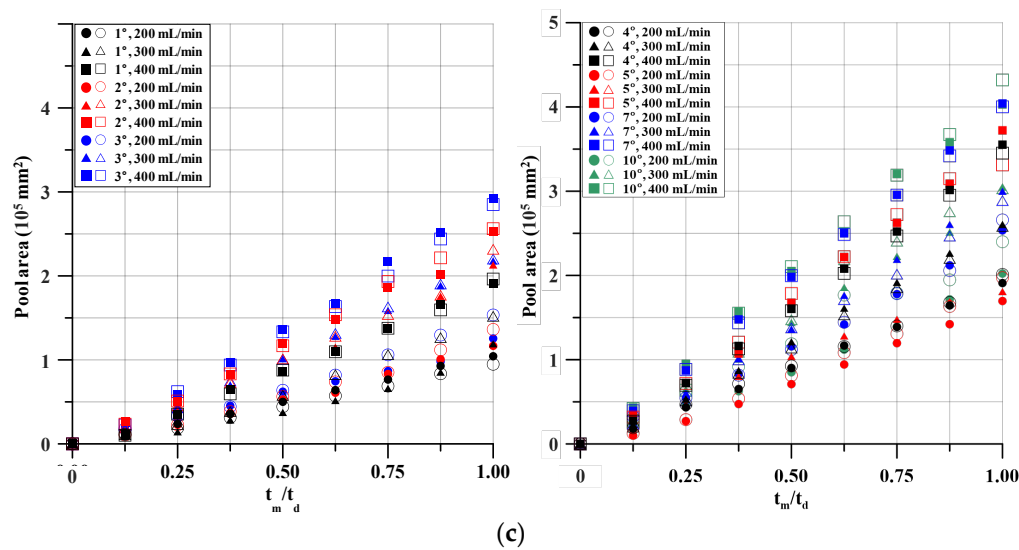 1°, 200 mL/min
1°, 300 mL/min
1°, 400 mL/min
2°, 200 mL/min
2°, 300 mL/min
2°, 400 mL/min
3°, 200 mL/min
3°, 300 mL/min
3°, 400 mL/min
4
3
2
1
0
Pool area (10⁵ mm²)
0
0.25
0.50
0.75
1.00
t_m/t_d
4°, 200 mL/min
4°, 300 mL/min
4°, 400 mL/min
5°, 200 mL/min
5°, 300 mL/min
5°, 400 mL/min
7°, 200 mL/min
7°, 300 mL/min
7°, 400 mL/min
10°, 200 mL/min
10°, 300 mL/min
10°, 400 mL/min
5
4
3
2
1
0
Pool area (10⁵ mm²)
0
0.25
0.50
0.75
1.00
t_m/t_d
(c)